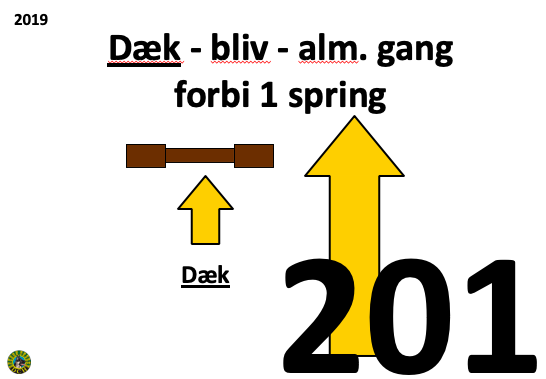 2019
Dæk - bliv - alm. gang
forbi 1 spring
Dæk
201